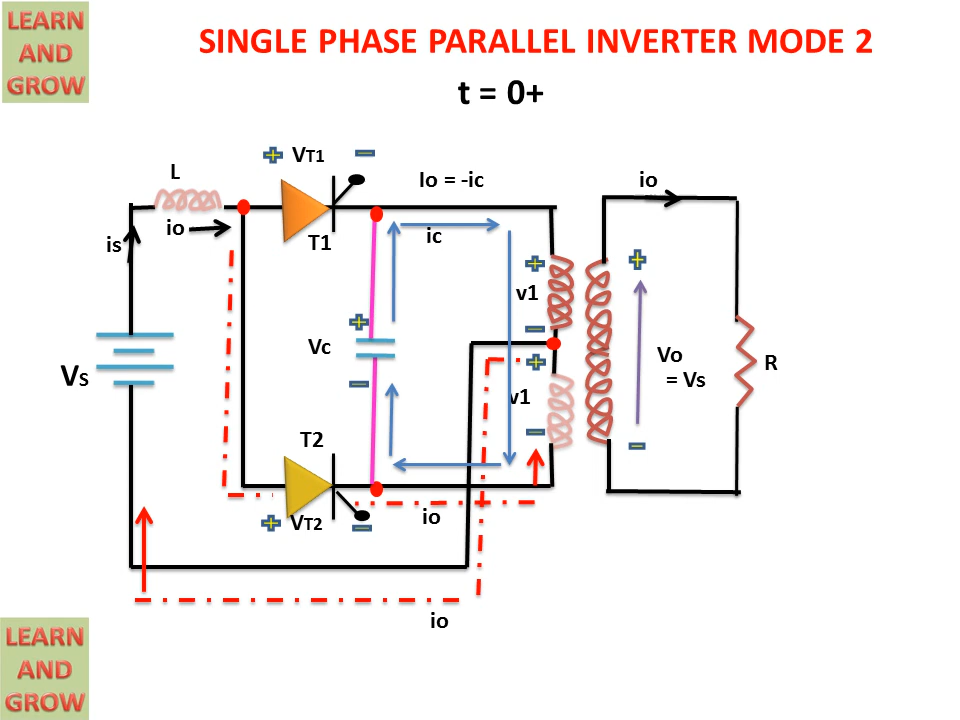 LEARN
AND
GROW
SINGLE PHASE PARALLEL INVERTER MODE 2
t = 0+
+ VT1 −
L
Io = -ic
io
is
io
T1
ic
+
+
v1
+
Vc
−
Vo
= Vs
R
Vs
+
−
v1
T2
−
−
+ VT2 −
io
io
LEARN
AND
GROW